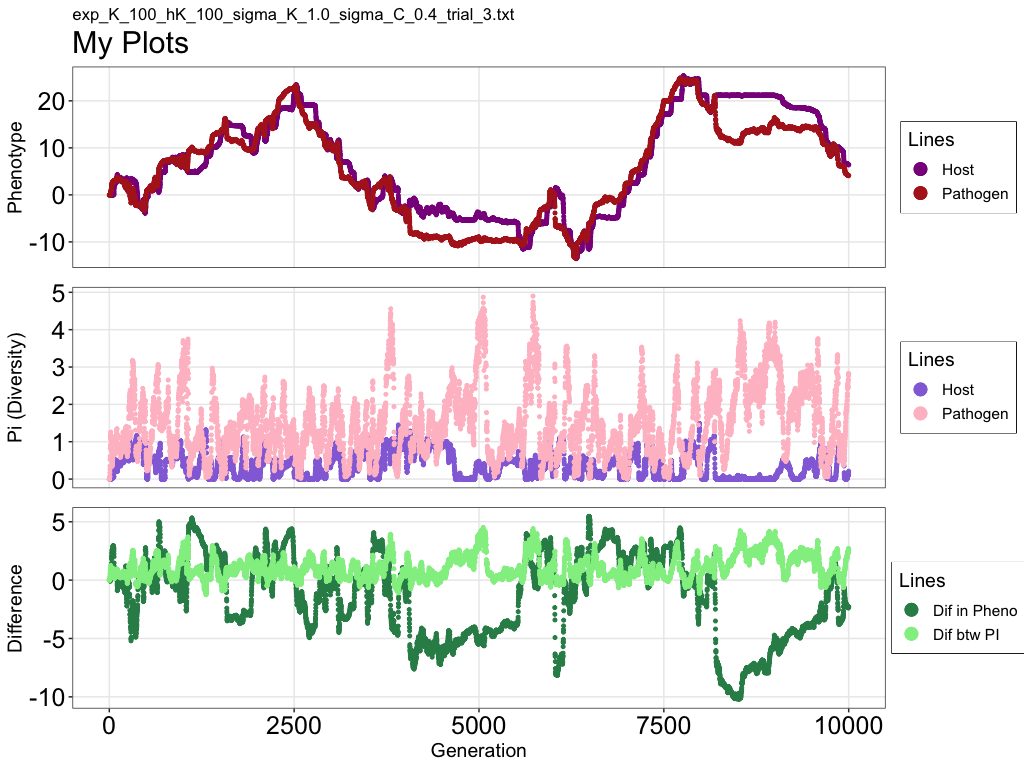 exp_K_100_hK_100_sigma_K_1.0_sigma_C_0.4_trial_3.txt
My Plots
Phenotype
20
10
0
-10
Lines
Host
Pathogen
Pi (Diversity)
5
4
3
2
1
0
Lines
Host
Pathogen
Difference
5
0
-5
-10
Lines
Dif in Pheno
Dif btw PI
0 2500 5000 7500 10000
Generation